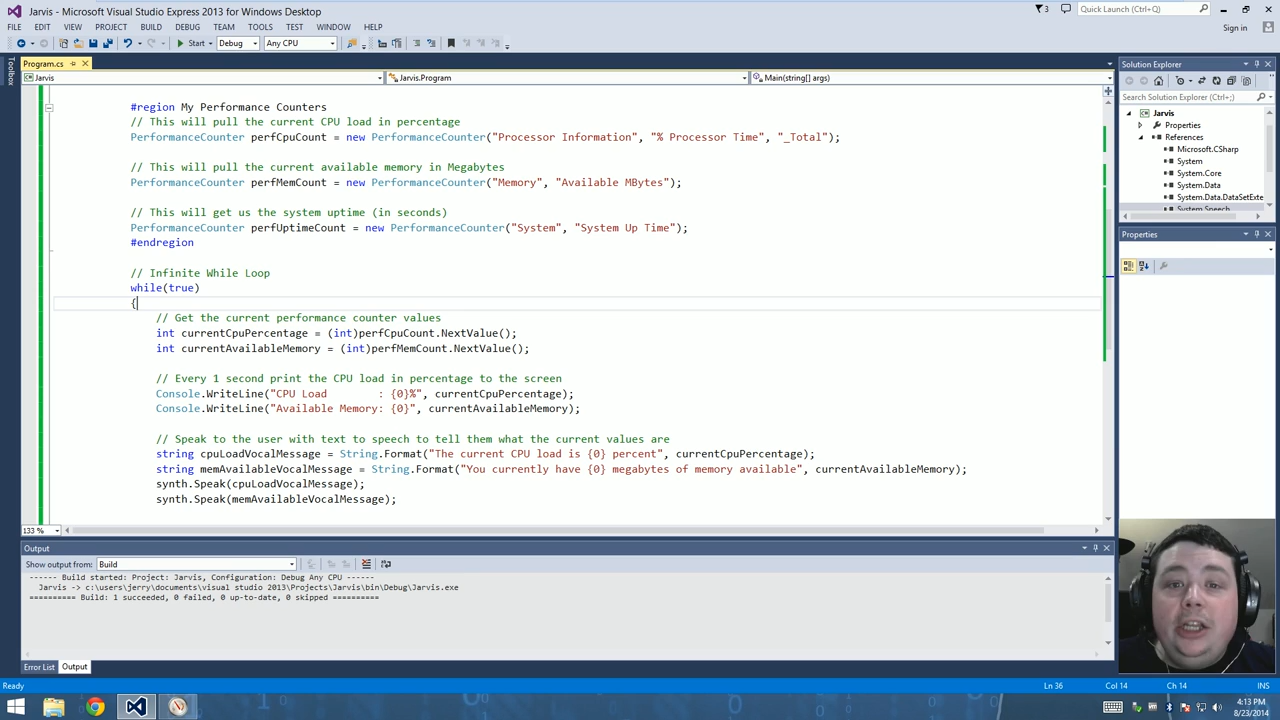 Jarvis - Microsoft Visual Studio Express 2013 for Windows Desktop
3
Quick Launch (Ctrl+Q)
FILE EDIT VIEW PROJECT BUILD DEBUG TEAM TOOLS TEST WINDOW HELP
Sign in
Start Debug Any CPU
Toolbox
Program.cs
Jarvis
Jarvis.Program
Main(string[] args)
#region My Performance Counters
// This will pull the current CPU load in percentage
PerformanceCounter perfCpuCount = new PerformanceCounter("Processor Information", "% Processor Time", "_Total");
// This will pull the current available memory in Megabytes
PerformanceCounter perfMemCount = new PerformanceCounter("Memory", "Available MBytes");
// This will get us the system uptime (in seconds)
PerformanceCounter perfUptimeCount = new PerformanceCounter("System", "System Up Time");
#endregion
// Infinite While Loop
while(true)
{
// Get the current performance counter values
int currentCpuPercentage = (int)perfCpuCount.NextValue();
int currentAvailableMemory = (int)perfMemCount.NextValue();
// Every 1 second print the CPU load in percentage to the screen
Console.WriteLine("CPU Load        : {0}%", currentCpuPercentage);
Console.WriteLine("Available Memory: {0}", currentAvailableMemory);
// Speak to the user with text to speech to tell them what the current values are
string cpuLoadVocalMessage = String.Format("The current CPU load is {0} percent", currentCpuPercentage);
string memAvailableVocalMessage = String.Format("You currently have {0} megabytes of memory available", currentAvailableMemory);
synth.Speak(cpuLoadVocalMessage);
synth.Speak(memAvailableVocalMessage);
133 %
Solution Explorer
Search Solution Explorer (Ctrl+;)
Jarvis
Properties
References
Microsoft.CSharp
System
System.Core
System.Data
System.Data.DataSetExte
System.Speech
Properties
Output
Show output from: Build
------ Build started: Project: Jarvis, Configuration: Debug Any CPU ------
Jarvis -> c:\users\jerry\documents\visual studio 2013\Projects\Jarvis\bin\Debug\Jarvis.exe
========== Build: 1 succeeded, 0 failed, 0 up-to-date, 0 skipped ==========
Error List Output
Ready
Ln 36 Col 14 Ch 14 INS
4:13 PM
8/23/2014